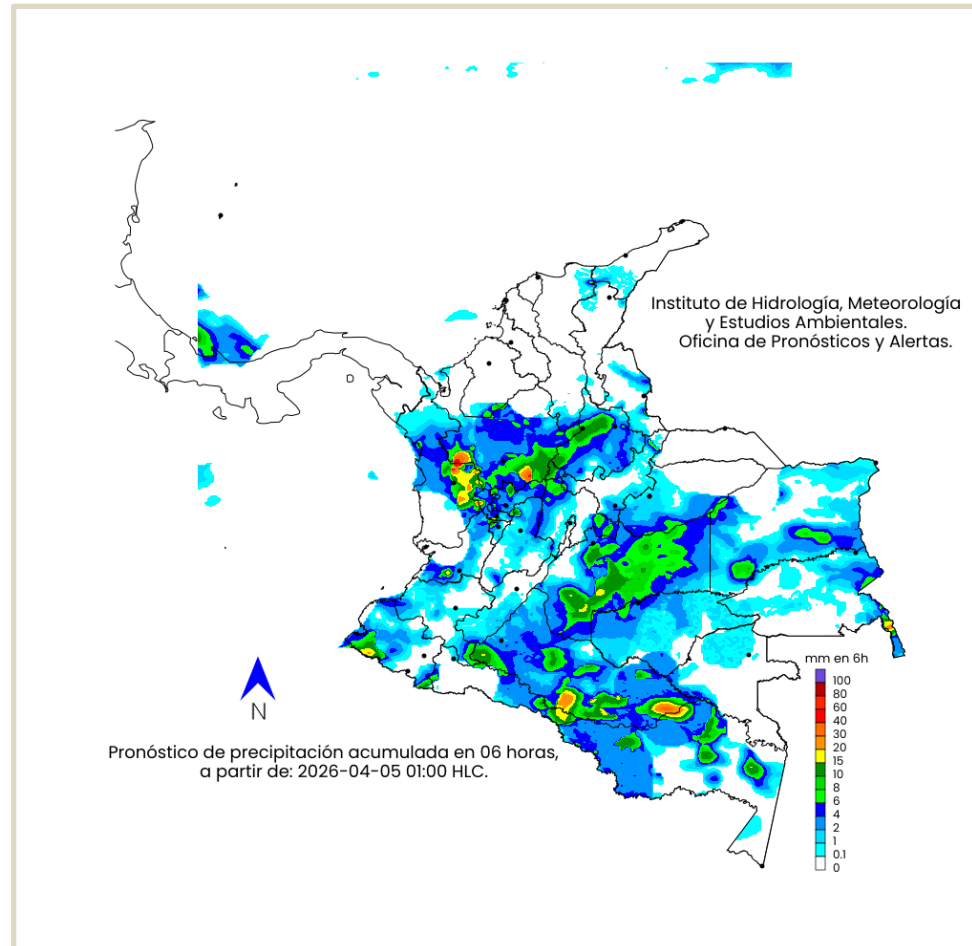 Instituto de Hidrología, Meteorología
y Estudios Ambientales.
Oficina de Pronósticos y Alertas.
mm en 6h
100
80
60
40
30
20
15
10
8
6
4
2
1
0.1
0
N
Pronóstico de precipitación acumulada en 06 horas,
a partir de: 2026-04-05 01:00 HLC.